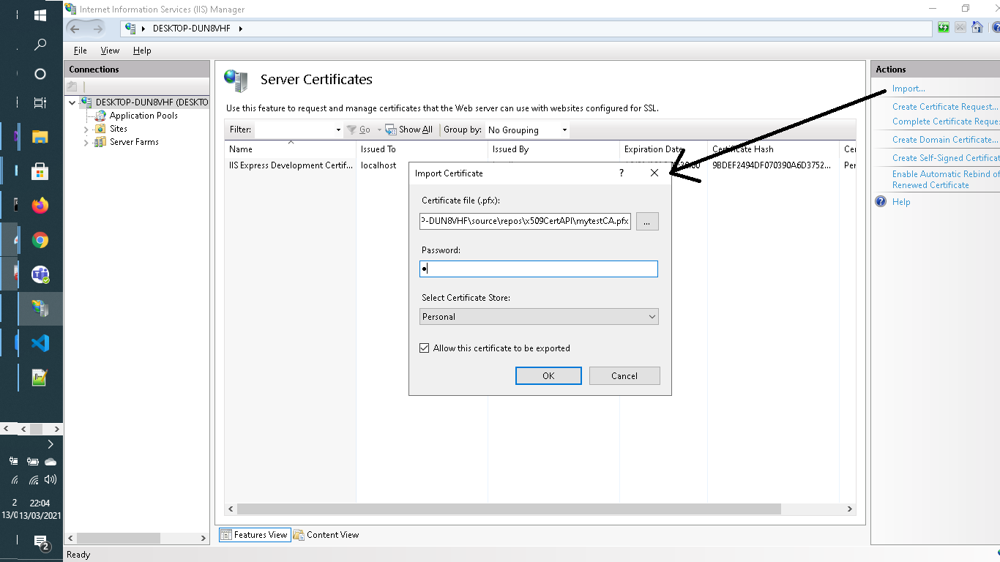 Internet Information Services (IIS) Manager
DESKTOP-DUN8VHF
File View Help
Connections
DESKTOP-DUN8VHF (DESKTO
Application Pools
Sites
Server Farms
Server Certificates
Use this feature to request and manage certificates that the Web server can use with websites configured for SSL.
Filter: Go Show All Group by: No Grouping
Name Issued To Issued By Expiration Date Certificate Hash Cer
IIS Express Development Certif... localhost 9BDEF2494DF070390A6D3752... Per
Import Certificate ?
Certificate file (.pfx):
P-DUN8VHF\source\repos\x509CertAPI\mytestCA.pfx
...
Password:
Select Certificate Store:
Personal
Allow this certificate to be exported
OK Cancel
Features View Content View
Ready
Actions
Import...
Create Certificate Request...
Complete Certificate Reque
Create Domain Certificate...
Create Self-Signed Certificat
Enable Automatic Rebind of
Renewed Certificate
Help
2 22:04
13/0 13/03/2021
2